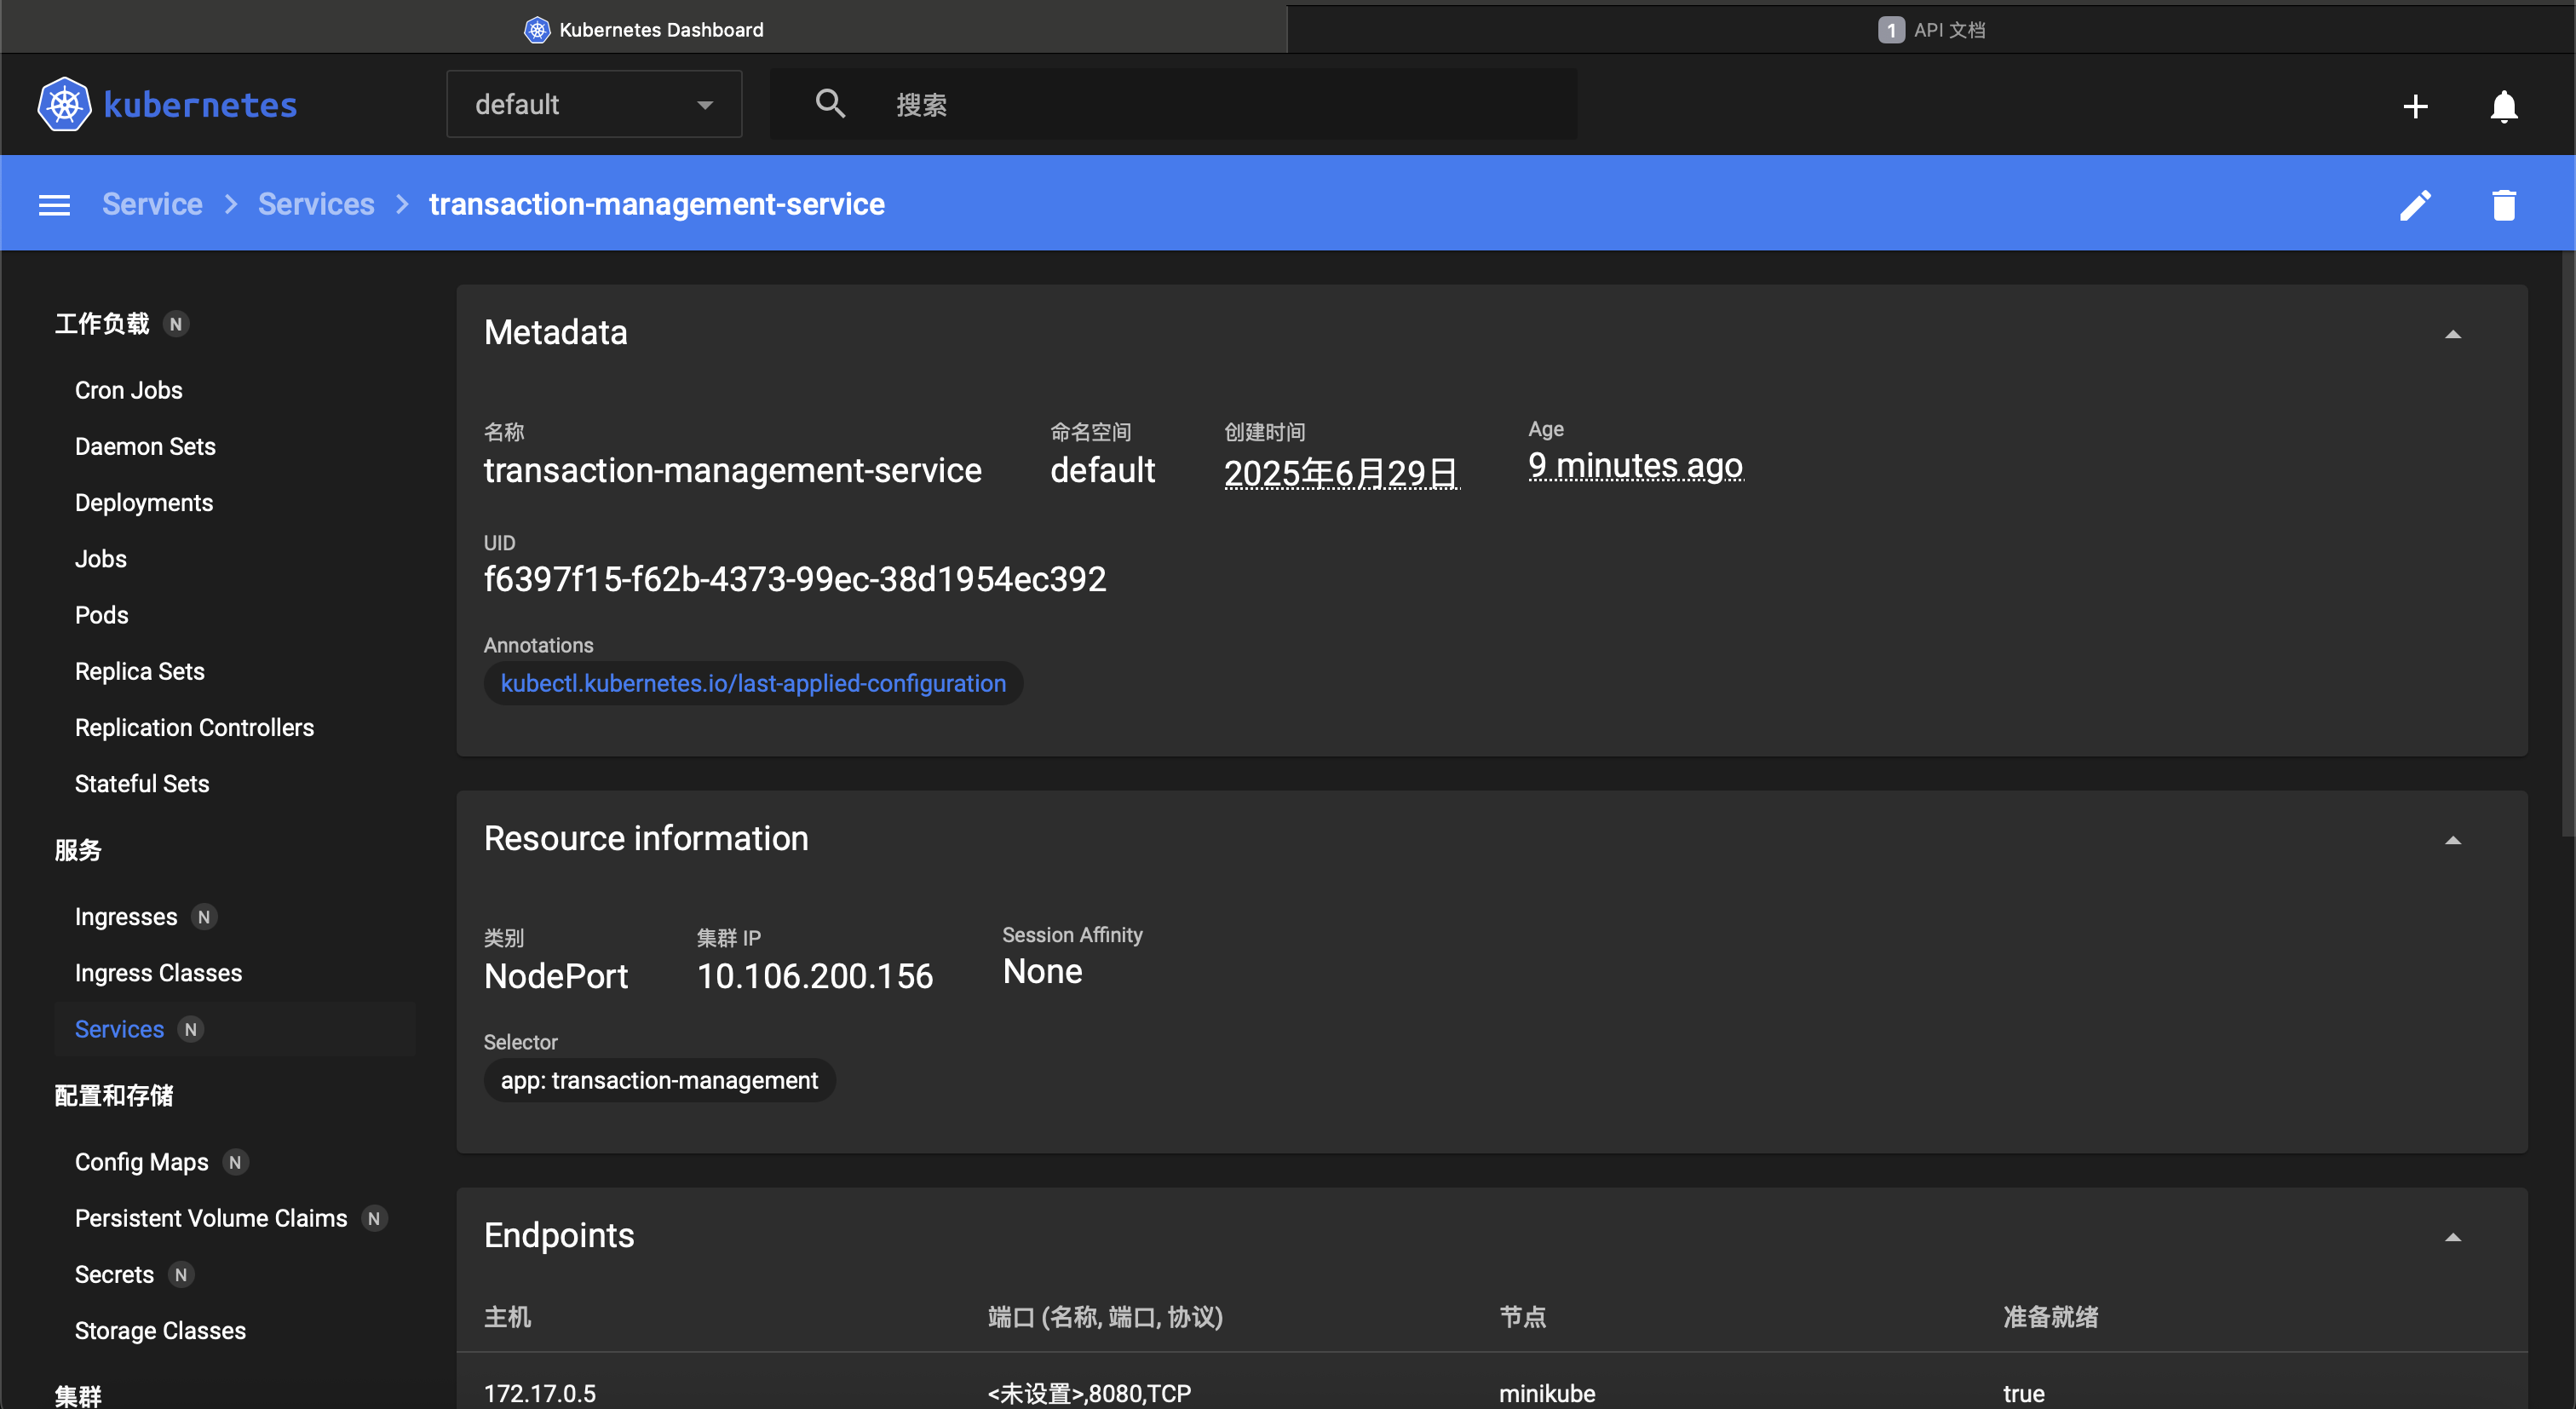 Kubernetes Dashboard
1 API 文档
kubernetes
default
搜索
Service > Services > transaction-management-service
工作负载 N
Cron Jobs
Daemon Sets
Deployments
Jobs
Pods
Replica Sets
Replication Controllers
Stateful Sets
服务
Ingresses N
Ingress Classes
Services N
配置和存储
Config Maps N
Persistent Volume Claims N
Secrets N
Storage Classes
集群
Metadata
名称 命名空间 创建时间 Age
transaction-management-service default 2025年6月29日 9 minutes ago
UID
f6397f15-f62b-4373-99ec-38d1954ec392
Annotations
kubectl.kubernetes.io/last-applied-configuration
Resource information
类别 集群 IP Session Affinity
NodePort 10.106.200.156 None
Selector
app: transaction-management
Endpoints
主机 端口 (名称, 端口, 协议) 节点 准备就绪
172.17.0.5 <未设置>,8080,TCP minikube true